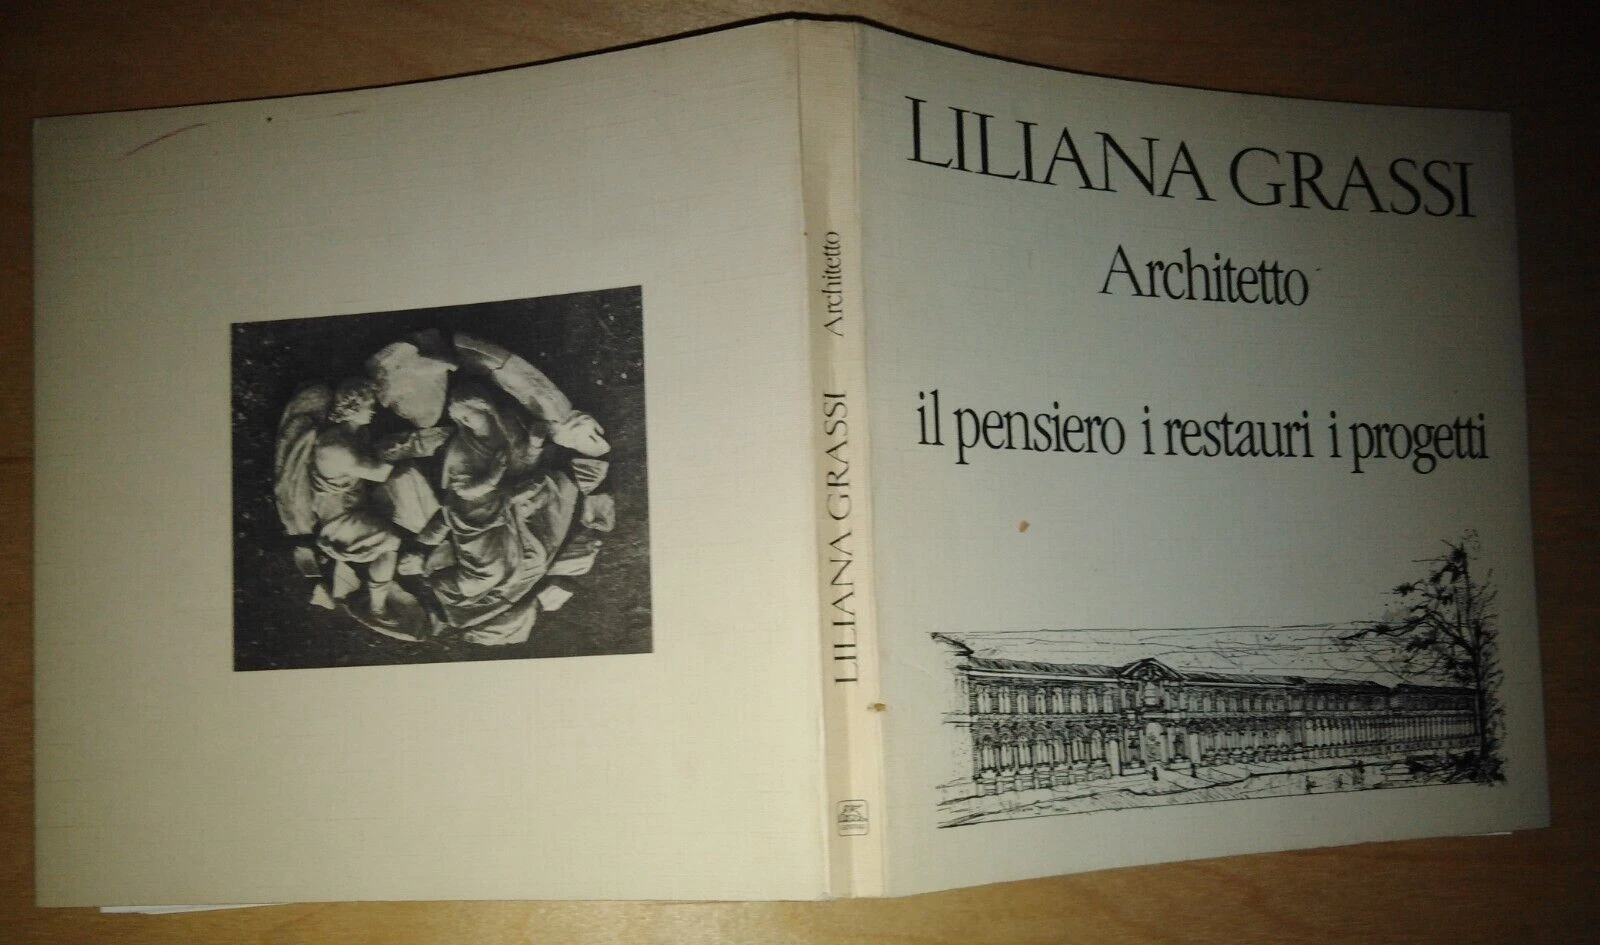 LILIANA GRASSI Architetto
LILIANA GRASSI
Architetto
il pensiero i restauri i progetti